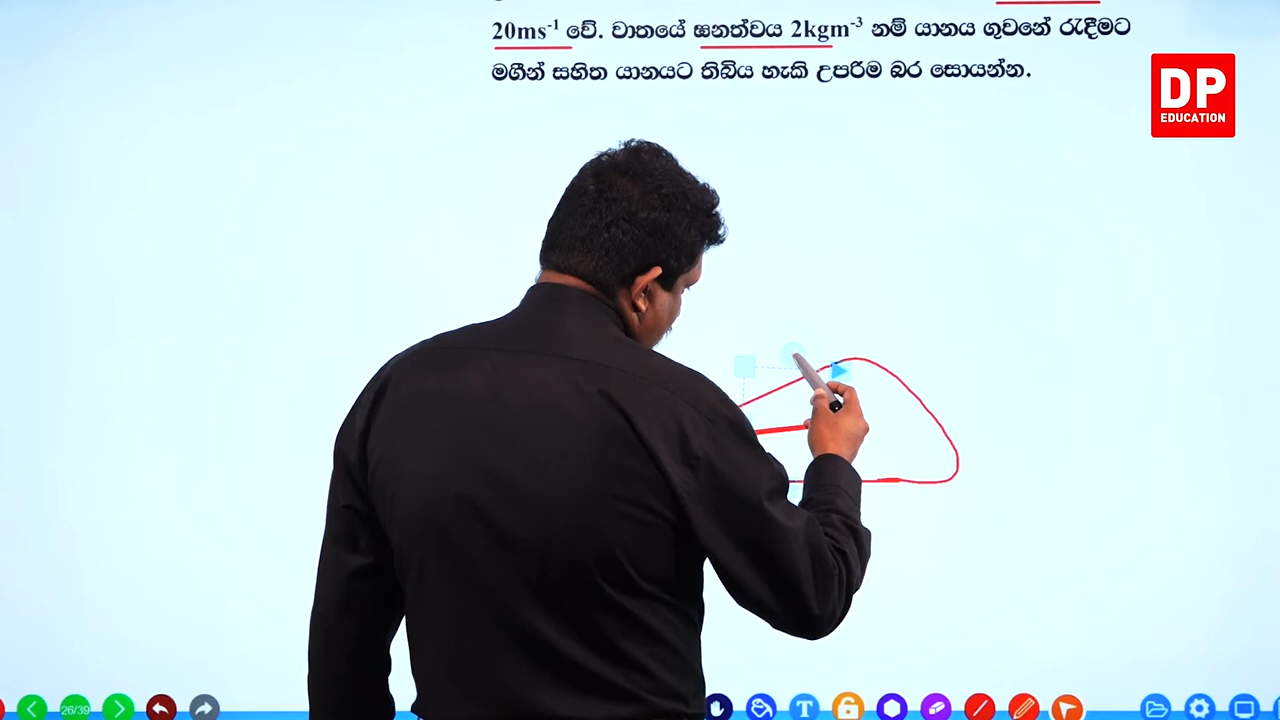 20ms⁻¹ වේ. වාතයේ ඝනත්වය 2kgm⁻³ නම් යානය ගුවනේ රැඳීමට
මගීන් සහිත යානයට තිබිය හැකි උපරිම බර සොයන්න.
DP
EDUCATION
26/39
T